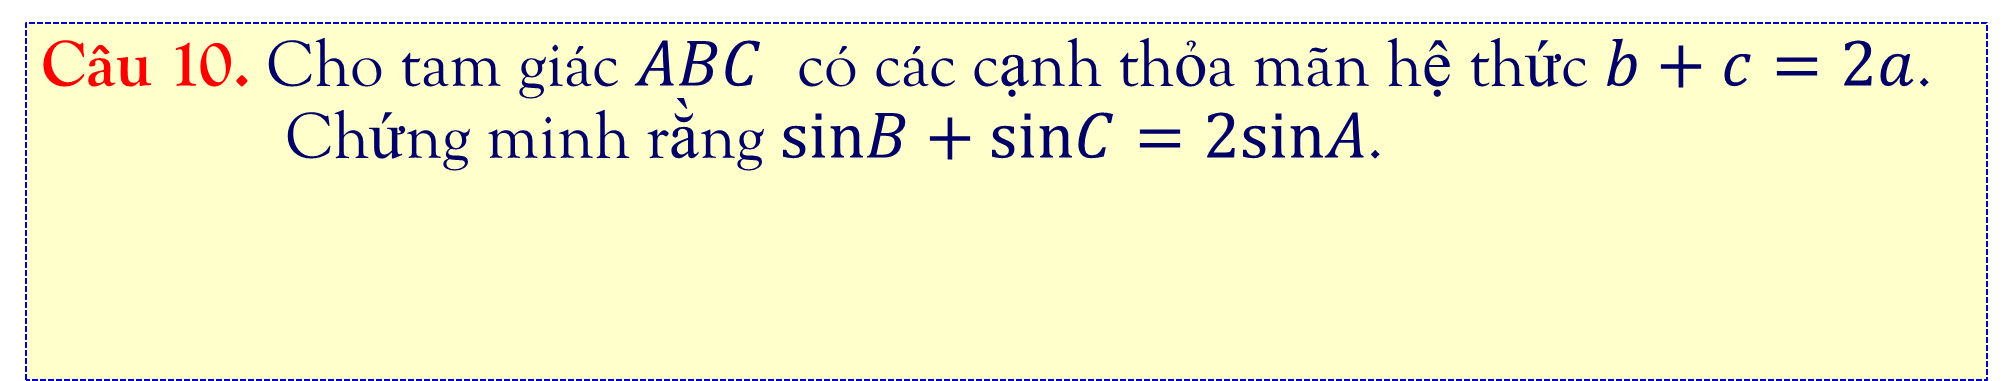 Câu 10. Cho tam giác ABC có các cạnh thỏa mãn hệ thức b + c = 2a.
Chứng minh rằng sinB + sinC = 2sinA.